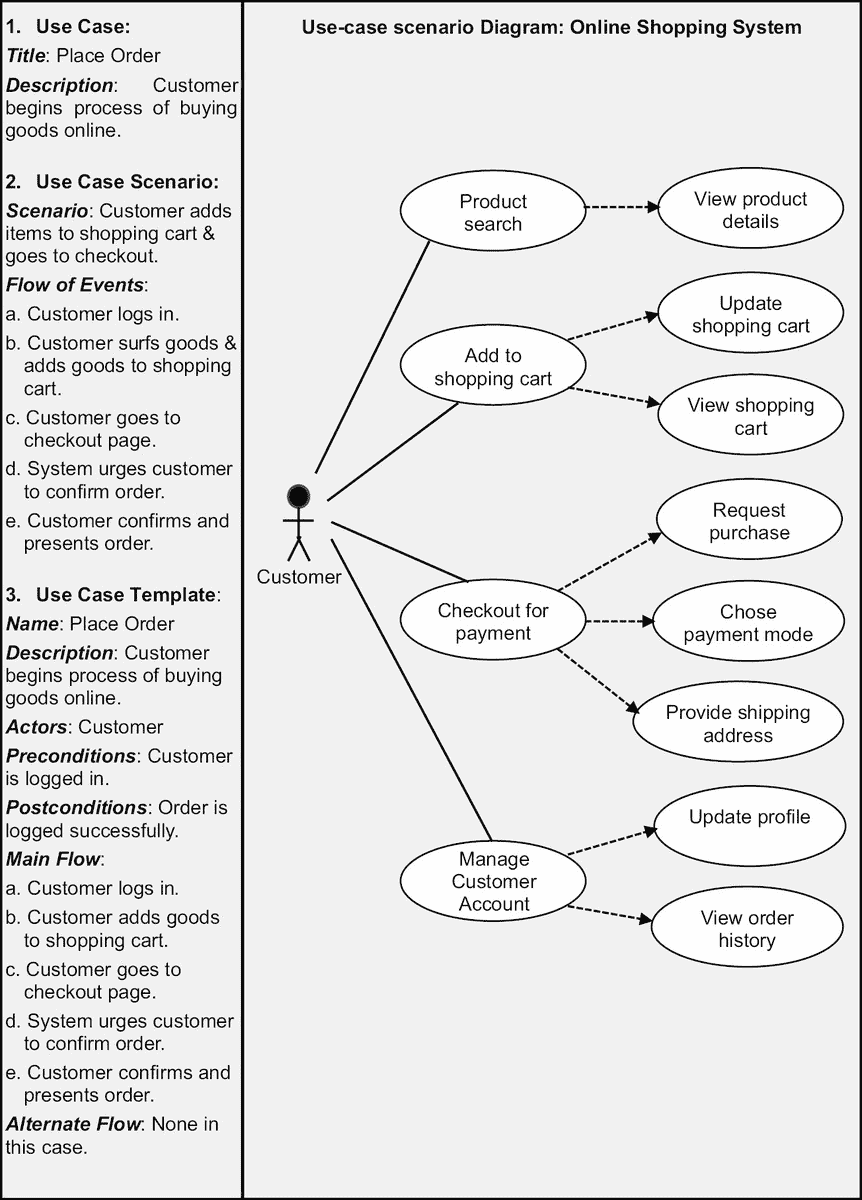 1. Use Case:
Title: Place Order
Description: Customer
begins process of buying
goods online.
2. Use Case Scenario:
Scenario: Customer adds
items to shopping cart &
goes to checkout.
Flow of Events:
a. Customer logs in.
b. Customer surfs goods &
adds goods to shopping
cart.
c. Customer goes to
checkout page.
d. System urges customer
to confirm order.
e. Customer confirms and
presents order.
3. Use Case Template:
Name: Place Order
Description: Customer
begins process of buying
goods online.
Actors: Customer
Preconditions: Customer
is logged in.
Postconditions: Order is
logged successfully.
Main Flow:
a. Customer logs in.
b. Customer adds goods
to shopping cart.
c. Customer goes to
checkout page.
d. System urges customer
to confirm order.
e. Customer confirms and
presents order.
Alternate Flow: None in
this case.
Use-case scenario Diagram: Online Shopping System
Product
search
View product
details
Add to
shopping cart
Update
shopping cart
View shopping
cart
Customer
Checkout for
payment
Request
purchase
Chose
payment mode
Provide shipping
address
Manage
Customer
Account
Update profile
View order
history